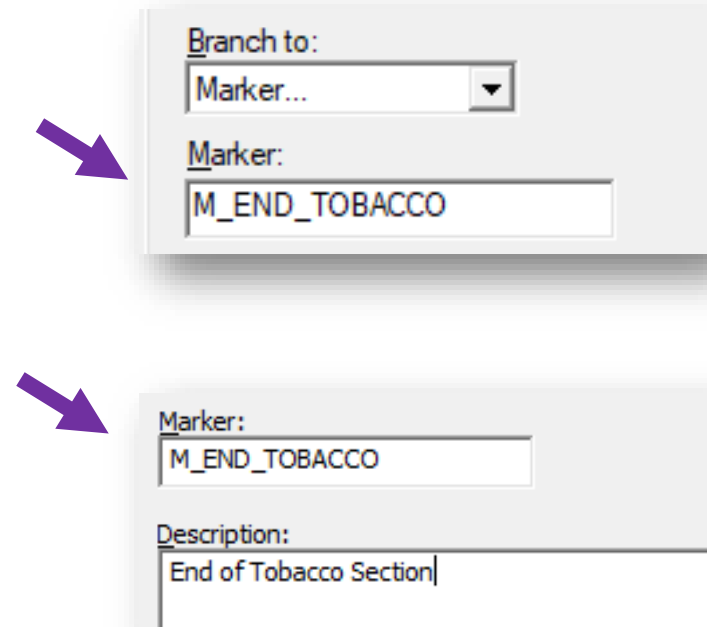 Branch to:
Marker...
Marker:
M_END_TOBACCO
Marker:
M_END_TOBACCO
Description:
End of Tobacco Section